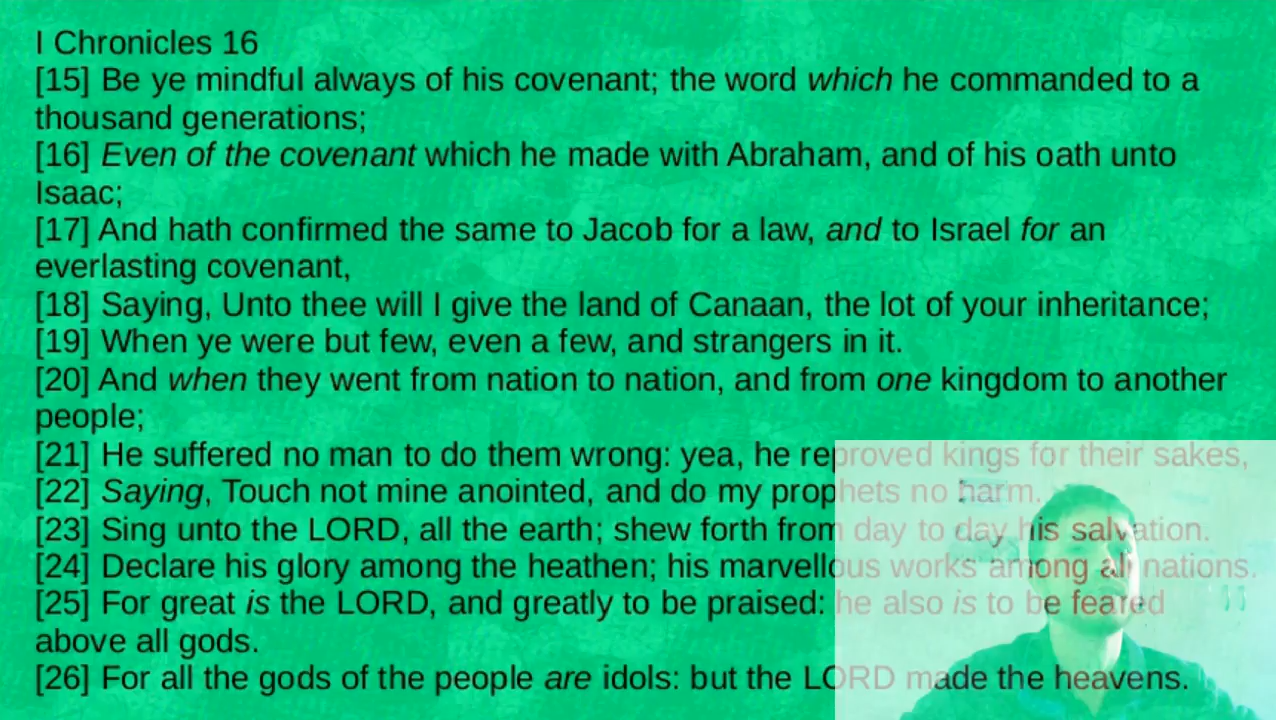 I Chronicles 16
[15] Be ye mindful always of his covenant; the word which he commanded to a
thousand generations;
[16] Even of the covenant which he made with Abraham, and of his oath unto
Isaac;
[17] And hath confirmed the same to Jacob for a law, and to Israel for an
everlasting covenant,
[18] Saying, Unto thee will I give the land of Canaan, the lot of your inheritance;
[19] When ye were but few, even a few, and strangers in it.
[20] And when they went from nation to nation, and from one kingdom to another
people;
[21] He suffered no man to do them wrong: yea, he reproved kings for their sakes,
[22] Saying, Touch not mine anointed, and do my prophets no harm.
[23] Sing unto the LORD, all the earth; shew forth from day to day his salvation.
[24] Declare his glory among the heathen; his marvellous works among all nations.
[25] For great is the LORD, and greatly to be praised: he also is to be feared
above all gods.
[26] For all the gods of the people are idols: but the LORD made the heavens.